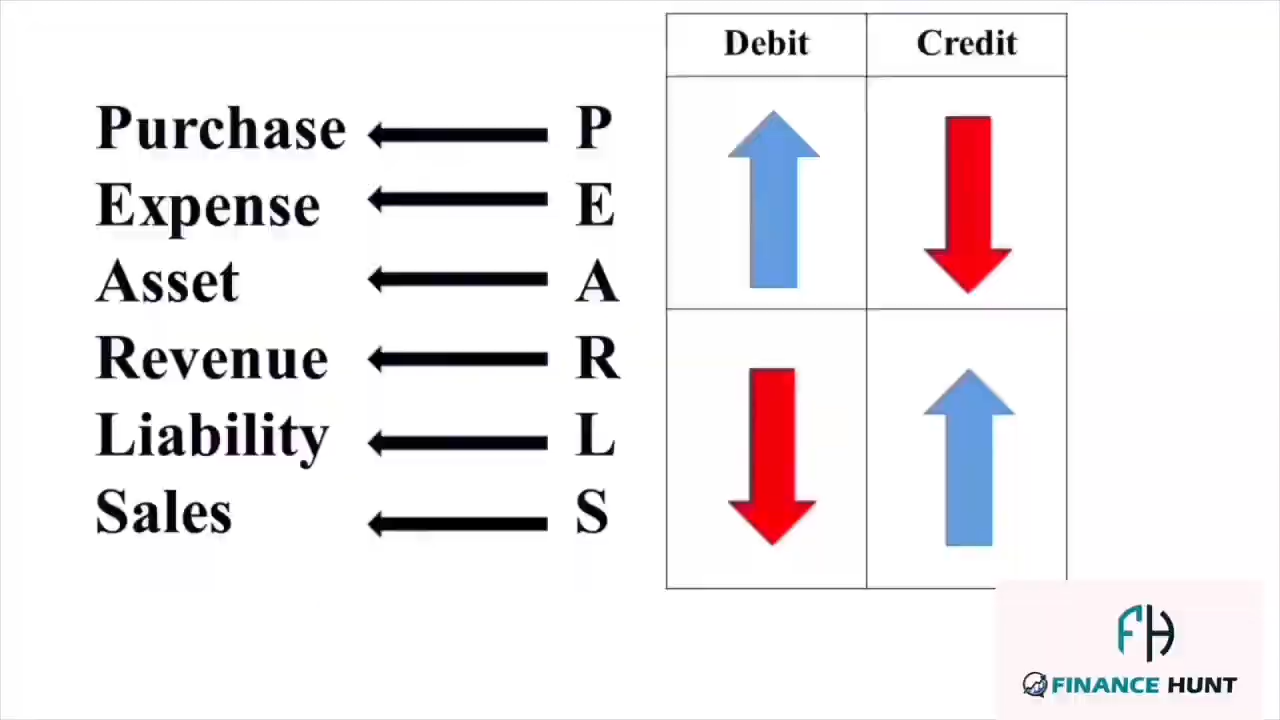 Debit Credit
Purchase P
Expense E
Asset A
Revenue R
Liability L
Sales S
FH
FINANCE HUNT